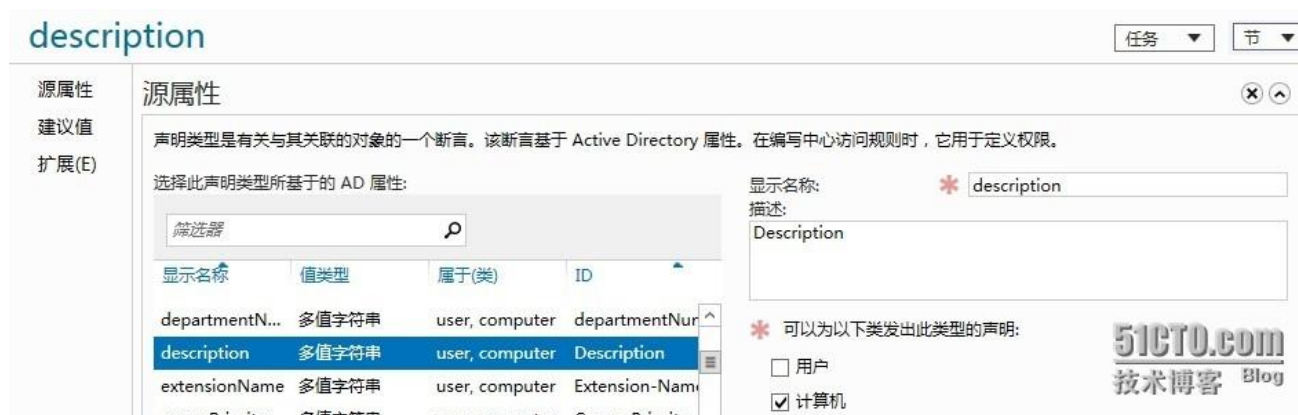 description
任务
节
源属性
建议值
扩展(E)
源属性
声明类型是有关与其关联的对象的一个断言。该断言基于 Active Directory 属性。在编写中心访问规则时，它用于定义权限。
选择此声明类型所基于的 AD 属性:
筛选器
显示名称 值类型 属于(类) ID
departmentN... 多值字符串 user, computer departmentNur
description 多值字符串 user, computer Description
extensionName 多值字符串 user, computer Extension-Nam
显示名称: * description
描述:
Description
* 可以为以下类发出此类型的声明:
用户
计算机
51CTO.com
技术博客 Blog